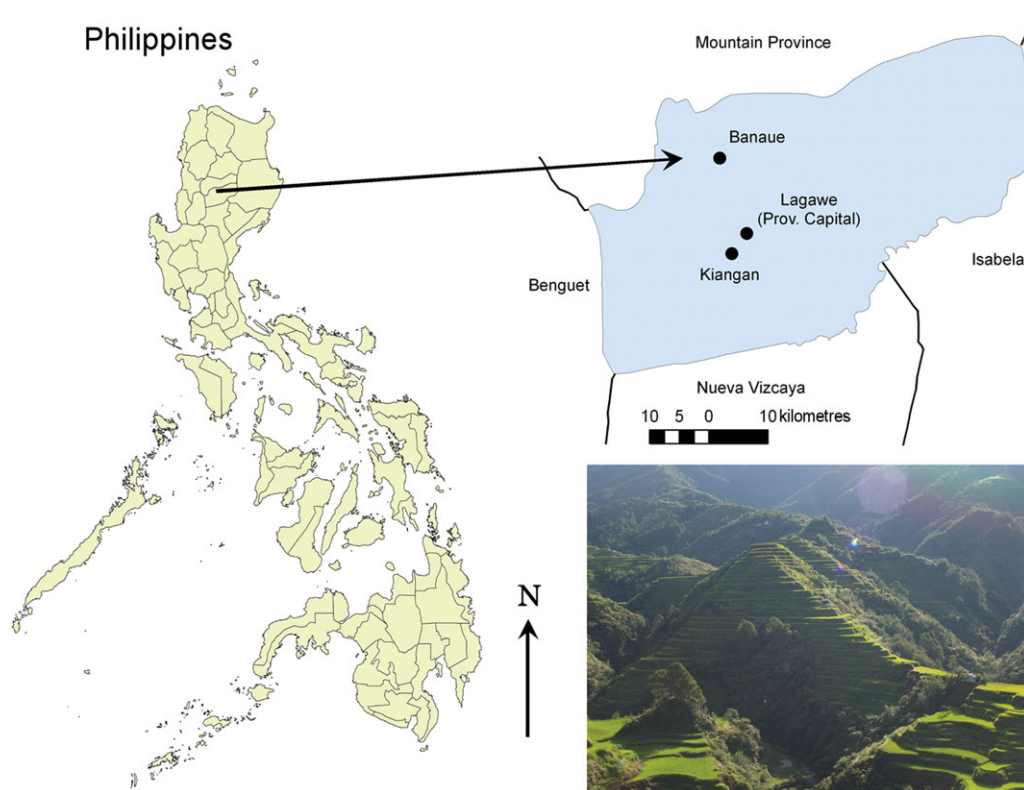 Philippines
Mountain Province
Banaue
Lagawe
(Prov. Capital)
Kiangan
Benguet
Isabela
Nueva Vizcaya
10 5 0 10 kilometres
N